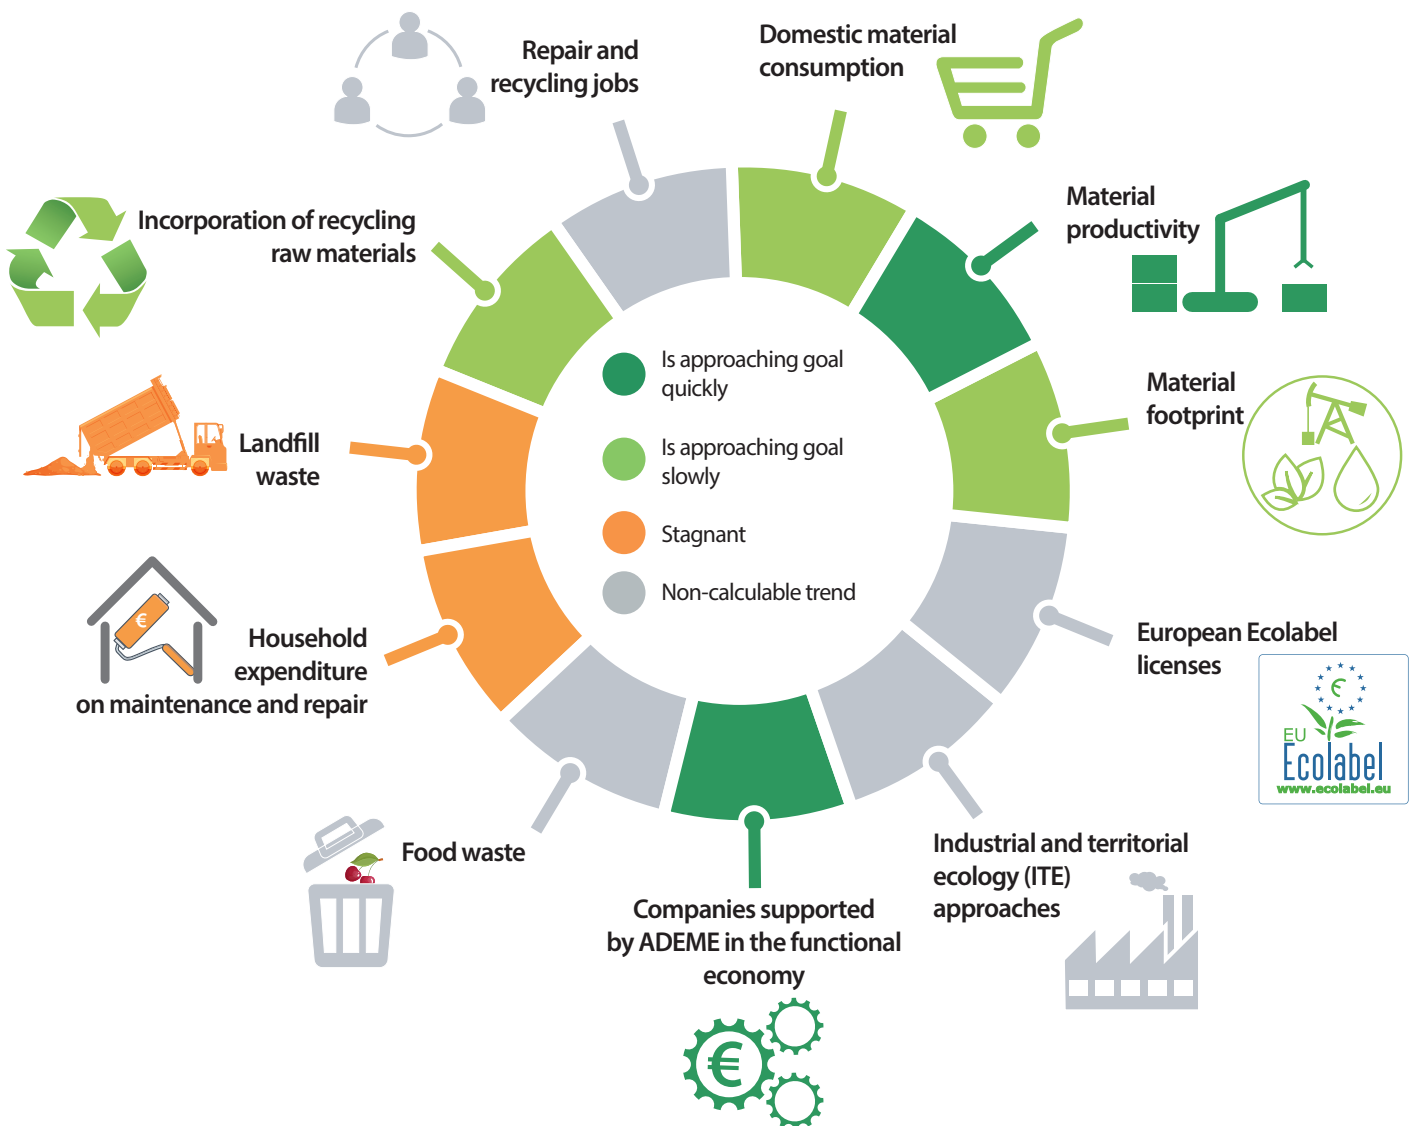 Repair and
recycling jobs
Domestic material
consumption
Material
productivity
Material
footprint
European Ecolabel
licenses
EU
Ecolabel
www.ecolabel.eu
Industrial and territorial
ecology (ITE)
approaches
Companies supported
by ADEME in the functional
economy
€
Food waste
Household
expenditure
on maintenance and repair
€
Landfill
waste
Incorporation of recycling
raw materials
Is approaching goal
quickly
Is approaching goal
slowly
Stagnant
Non-calculable trend